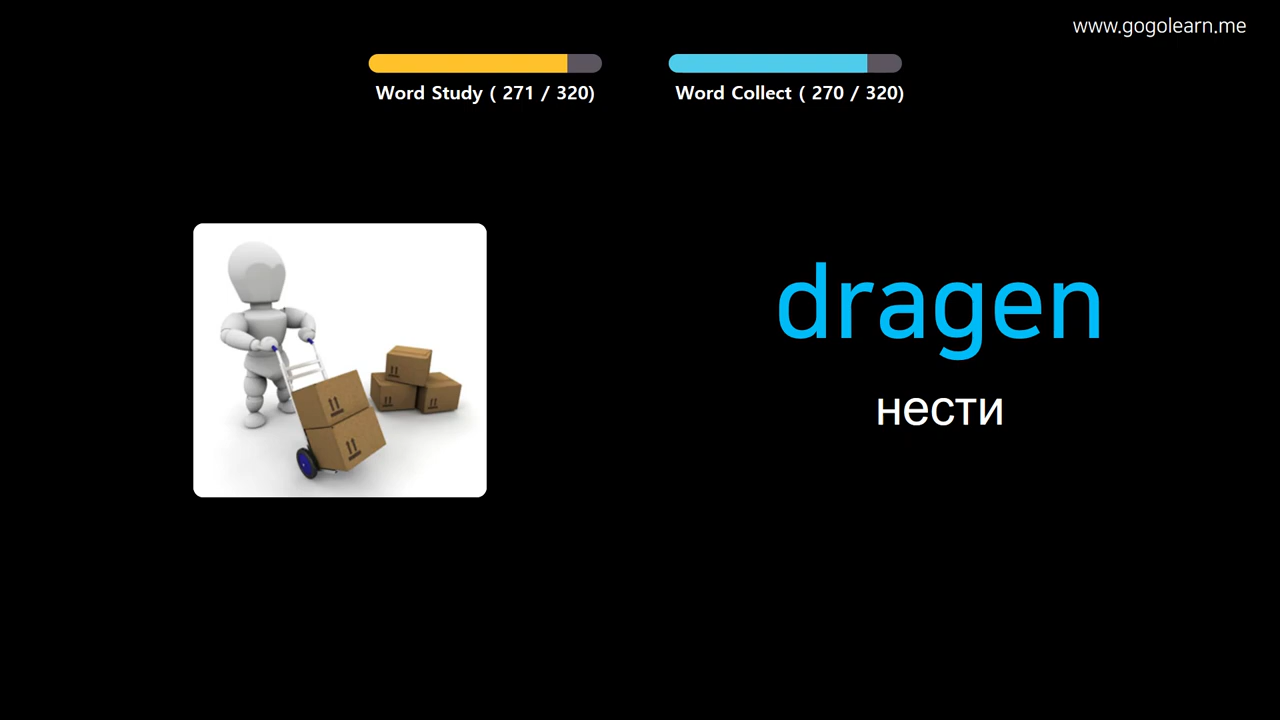 www.gogolearn.me
Word Study ( 271 / 320)
Word Collect ( 270 / 320)
dragen
нести